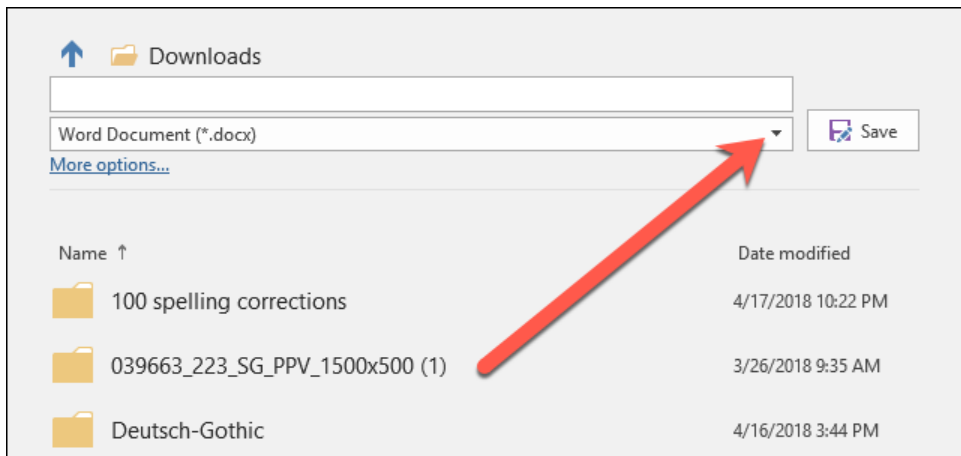 Downloads
Word Document (*.docx)
Save
More options...
Name ↑ Date modified
100 spelling corrections 4/17/2018 10:22 PM
039663_223_SG_PPV_1500x500 (1) 3/26/2018 9:35 AM
Deutsch-Gothic 4/16/2018 3:44 PM